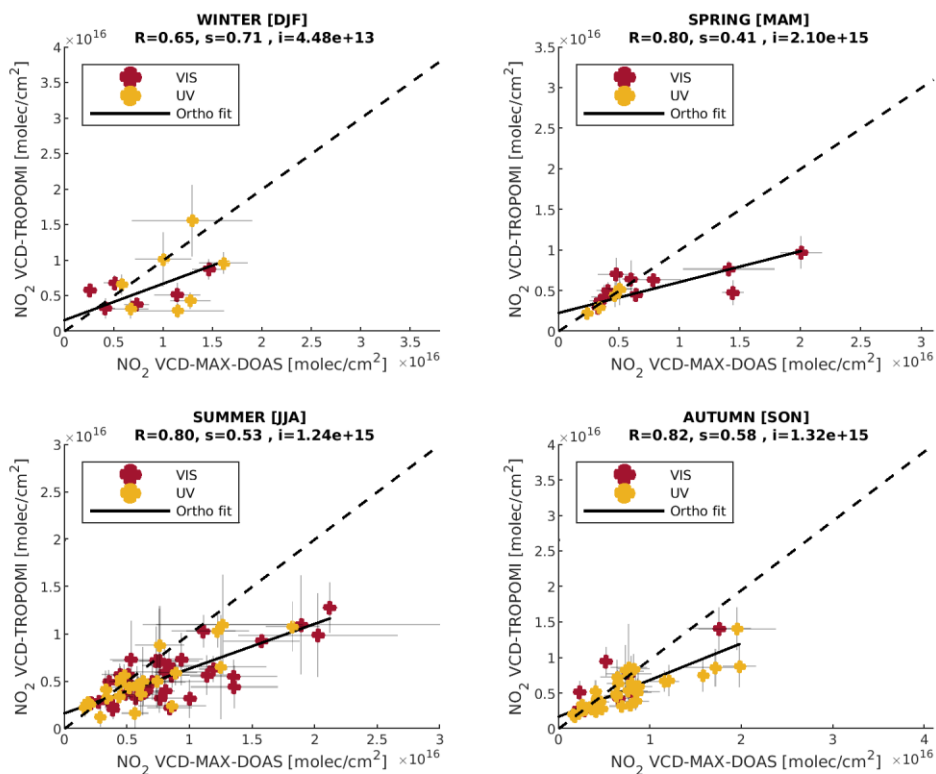 WINTER [DJF]
R=0.65, s=0.71 , i=4.48e+13
×10^16
4
3.5
3
2.5
2
1.5
1
0.5
0
NO₂ VCD-TROPOMI [molec/cm²]
VIS
UV
Ortho fit
0 0.5 1 1.5 2 2.5 3 3.5
NO₂ VCD-MAX-DOAS [molec/cm²] ×10^16
SPRING [MAM]
R=0.80, s=0.41 , i=2.10e+15
×10^16
3.5
3
2.5
2
1.5
1
0.5
0
NO₂ VCD-TROPOMI [molec/cm²]
VIS
UV
Ortho fit
0 0.5 1 1.5 2 2.5 3
NO₂ VCD-MAX-DOAS [molec/cm²] ×10^16
SUMMER [JJA]
R=0.80, s=0.53 , i=1.24e+15
×10^16
3
2.5
2
1.5
1
0.5
0
NO₂ VCD-TROPOMI [molec/cm²]
VIS
UV
Ortho fit
0 0.5 1 1.5 2 2.5 3
NO₂ VCD-MAX-DOAS [molec/cm²] ×10^16
AUTUMN [SON]
R=0.82, s=0.58 , i=1.32e+15
×10^16
4
3.5
3
2.5
2
1.5
1
0.5
0
NO₂ VCD-TROPOMI [molec/cm²]
VIS
UV
Ortho fit
0 1 2 3 4
NO₂ VCD-MAX-DOAS [molec/cm²] ×10^16